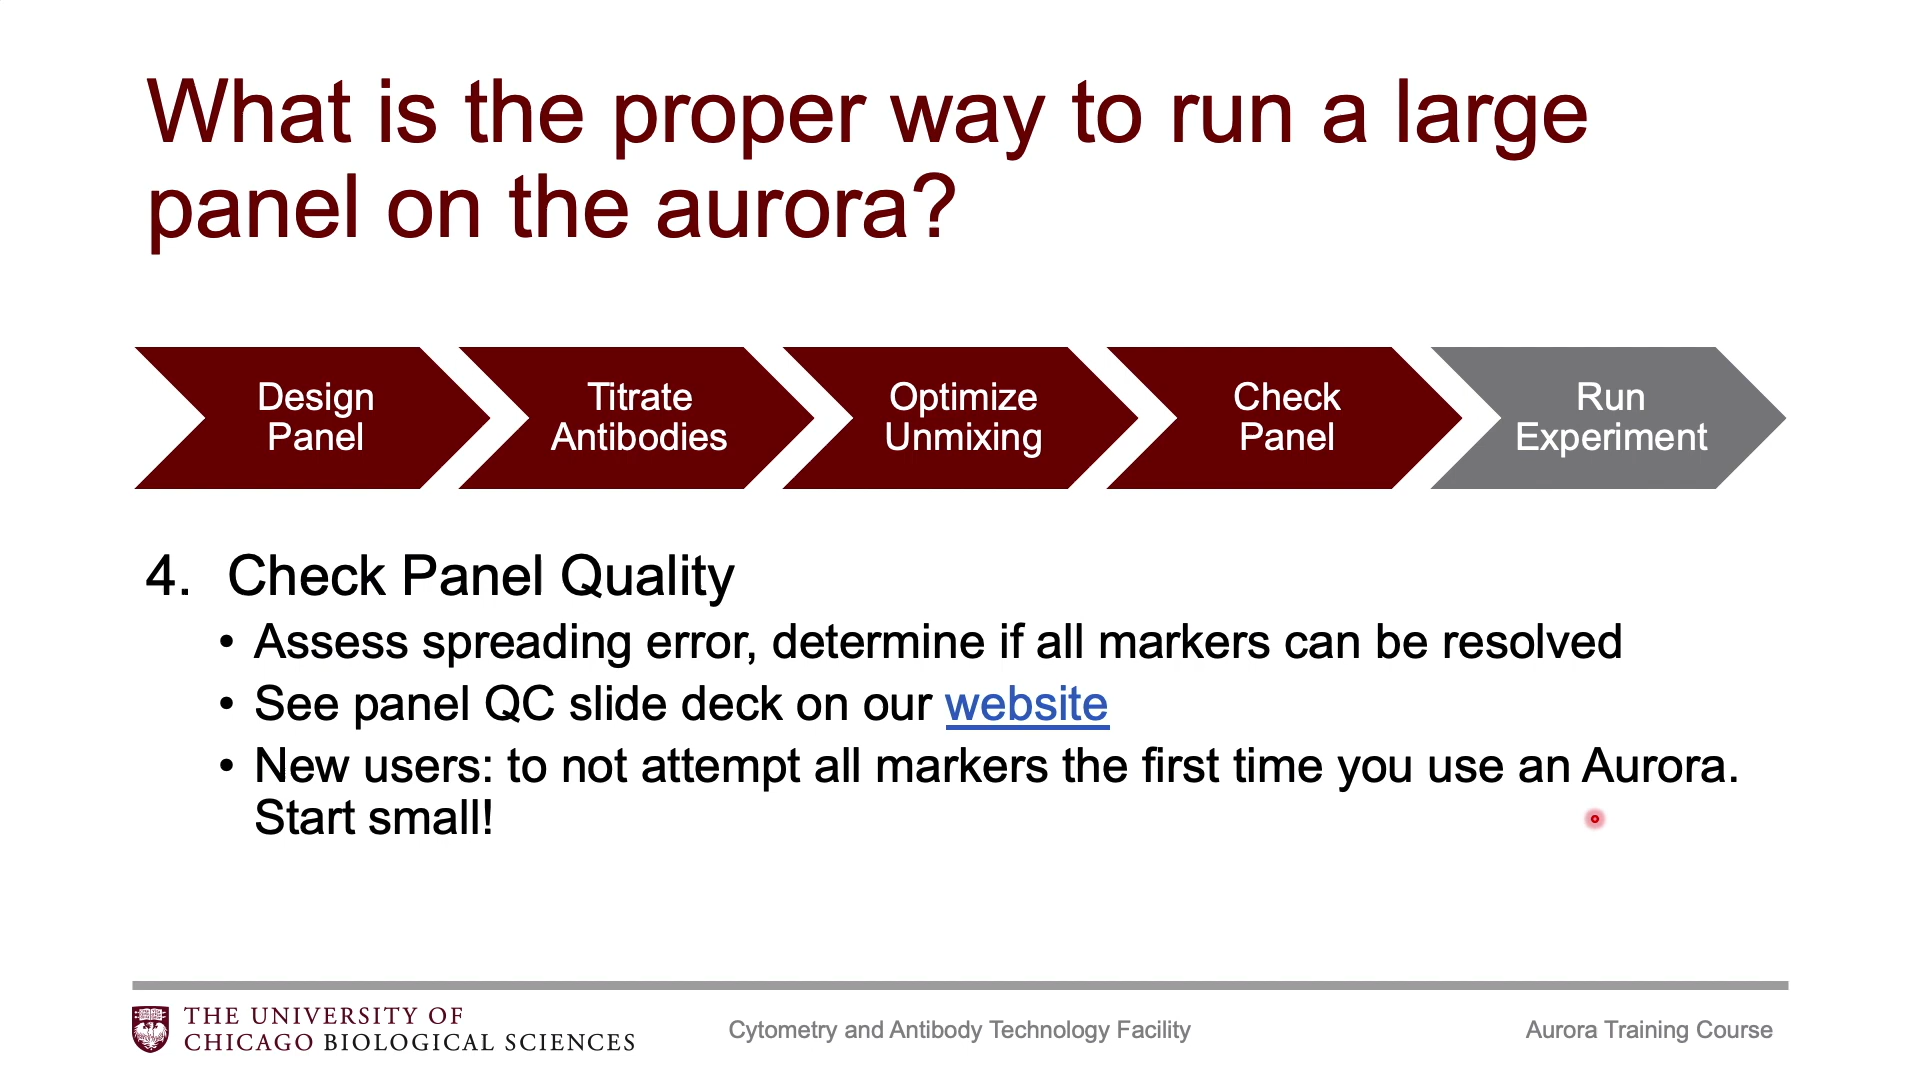 What is the proper way to run a large
panel on the aurora?
Design
Panel
Titrate
Antibodies
Optimize
Unmixing
Check
Panel
Run
Experiment
4. Check Panel Quality
• Assess spreading error, determine if all markers can be resolved
• See panel QC slide deck on our website
• New users: to not attempt all markers the first time you use an Aurora.
Start small!
THE UNIVERSITY OF
CHICAGO BIOLOGICAL SCIENCES
Cytometry and Antibody Technology Facility
Aurora Training Course